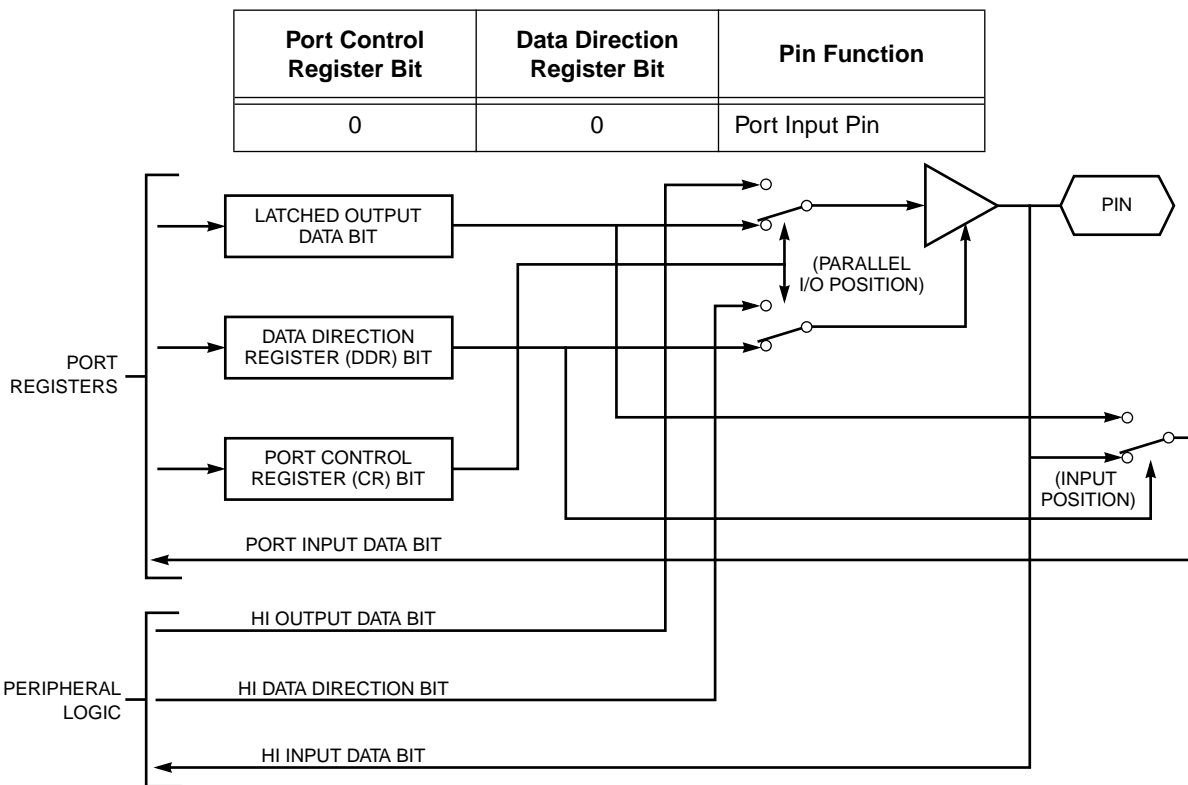 Port Control
Register Bit
Data Direction
Register Bit
Pin Function
0
0
Port Input Pin
LATCHED OUTPUT
DATA BIT
PIN
(PARALLEL
I/O POSITION)
DATA DIRECTION
REGISTER (DDR) BIT
PORT
REGISTERS
PORT CONTROL
REGISTER (CR) BIT
(INPUT
POSITION)
PORT INPUT DATA BIT
HI OUTPUT DATA BIT
PERIPHERAL
LOGIC
HI DATA DIRECTION BIT
HI INPUT DATA BIT